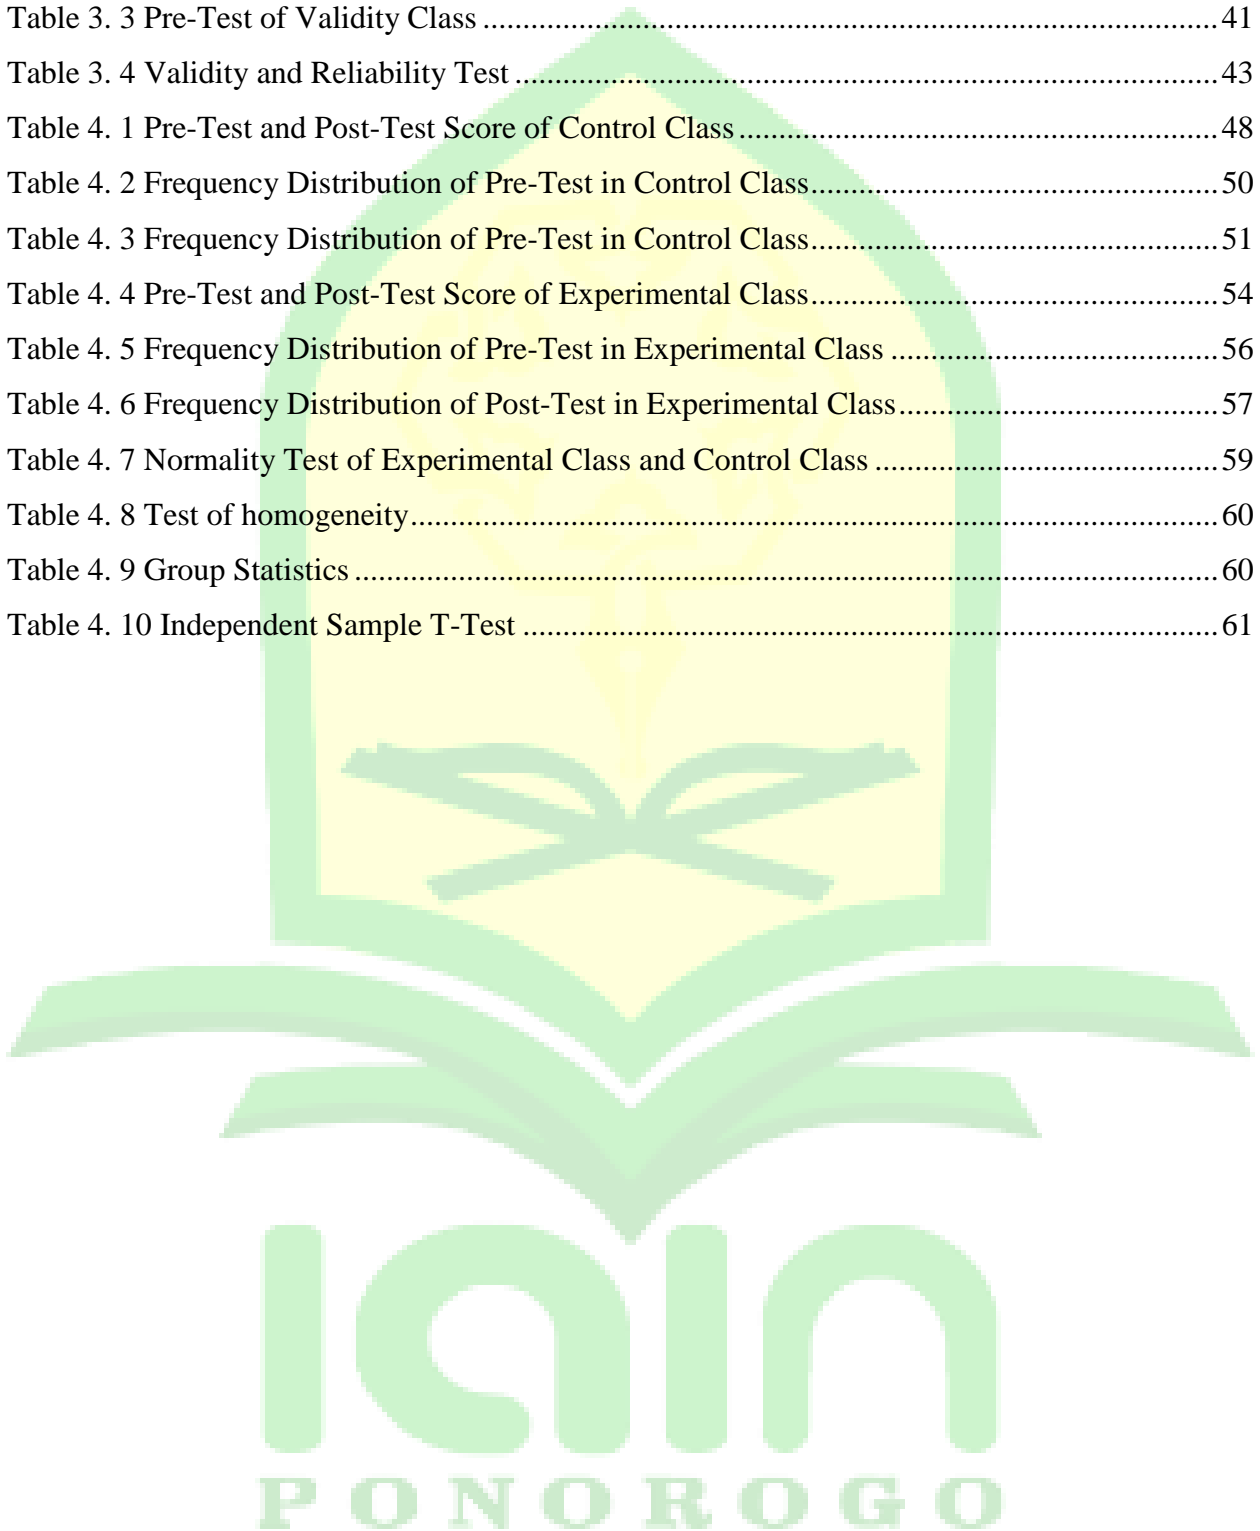 Table 3. 3 Pre-Test of Validity Class ........................................................................................... 41
Table 3. 4 Validity and Reliability Test ....................................................................................... 43
Table 4. 1 Pre-Test and Post-Test Score of Control Class ............................................................ 48
Table 4. 2 Frequency Distribution of Pre-Test in Control Class................................................... 50
Table 4. 3 Frequency Distribution of Pre-Test in Control Class................................................... 51
Table 4. 4 Pre-Test and Post-Test Score of Experimental Class................................................... 54
Table 4. 5 Frequency Distribution of Pre-Test in Experimental Class ......................................... 56
Table 4. 6 Frequency Distribution of Post-Test in Experimental Class........................................ 57
Table 4. 7 Normality Test of Experimental Class and Control Class ........................................... 59
Table 4. 8 Test of homogeneity.................................................................................................... 60
Table 4. 9 Group Statistics ........................................................................................................... 60
Table 4. 10 Independent Sample T-Test ...................................................................................... 61
iain
PONOROGO